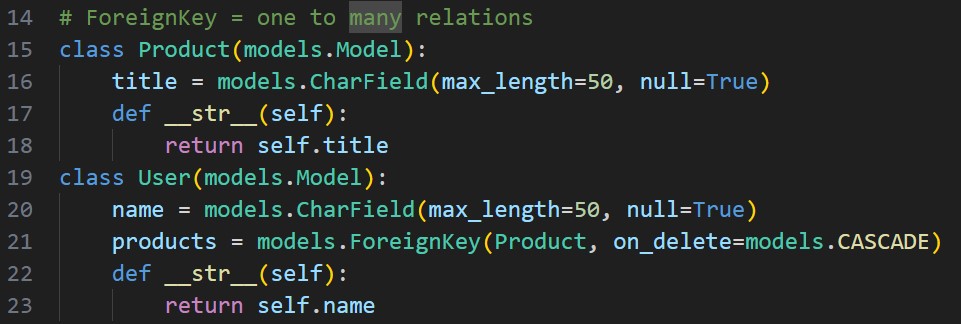 14 # ForeignKey = one to many relations
15 class Product(models.Model):
16     title = models.CharField(max_length=50, null=True)
17     def __str__(self):
18         return self.title
19 class User(models.Model):
20     name = models.CharField(max_length=50, null=True)
21     products = models.ForeignKey(Product, on_delete=models.CASCADE)
22     def __str__(self):
23         return self.name